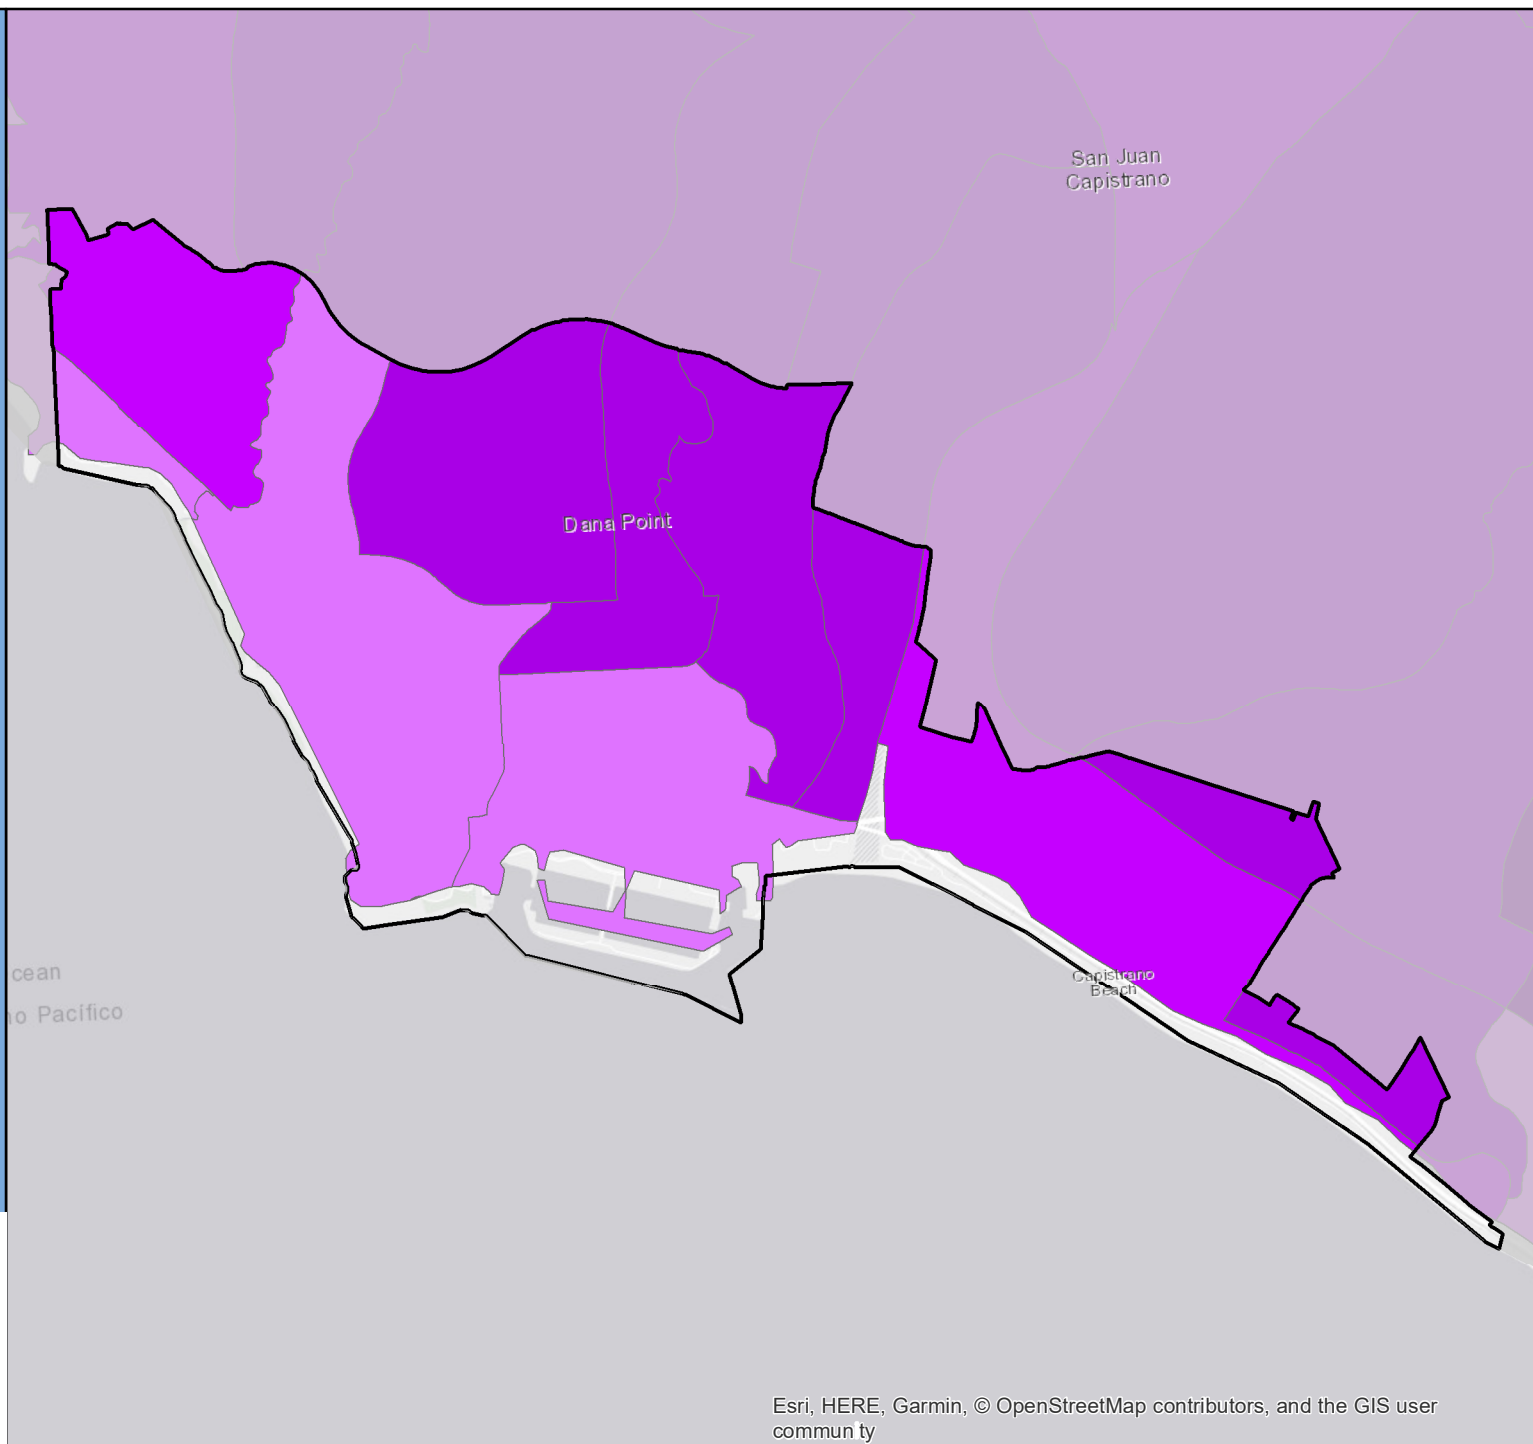 San Juan
Capistrano
Dana Point
Capistrano
Beach
cean
no Pacífico
Esri, HERE, Garmin, © OpenStreetMap contributors, and the GIS user
commun ty